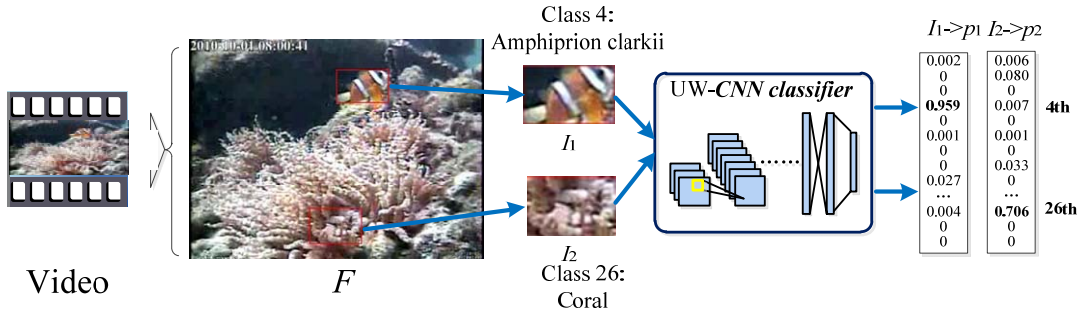 Class 4:
Amphiprion clarkii
2010-10-01 08:00:41
I1
I2
Class 26:
Coral
Video
F
UW-CNN classifier
......
I1->p1 I2->p2
0.002 0.006
0 0.080
0 0
0.959 0.007 4th
0 0
0.001 0.001
0 0
0 0.033
0.027 0
... ...
0.004 0.706 26th
0 0
0 0